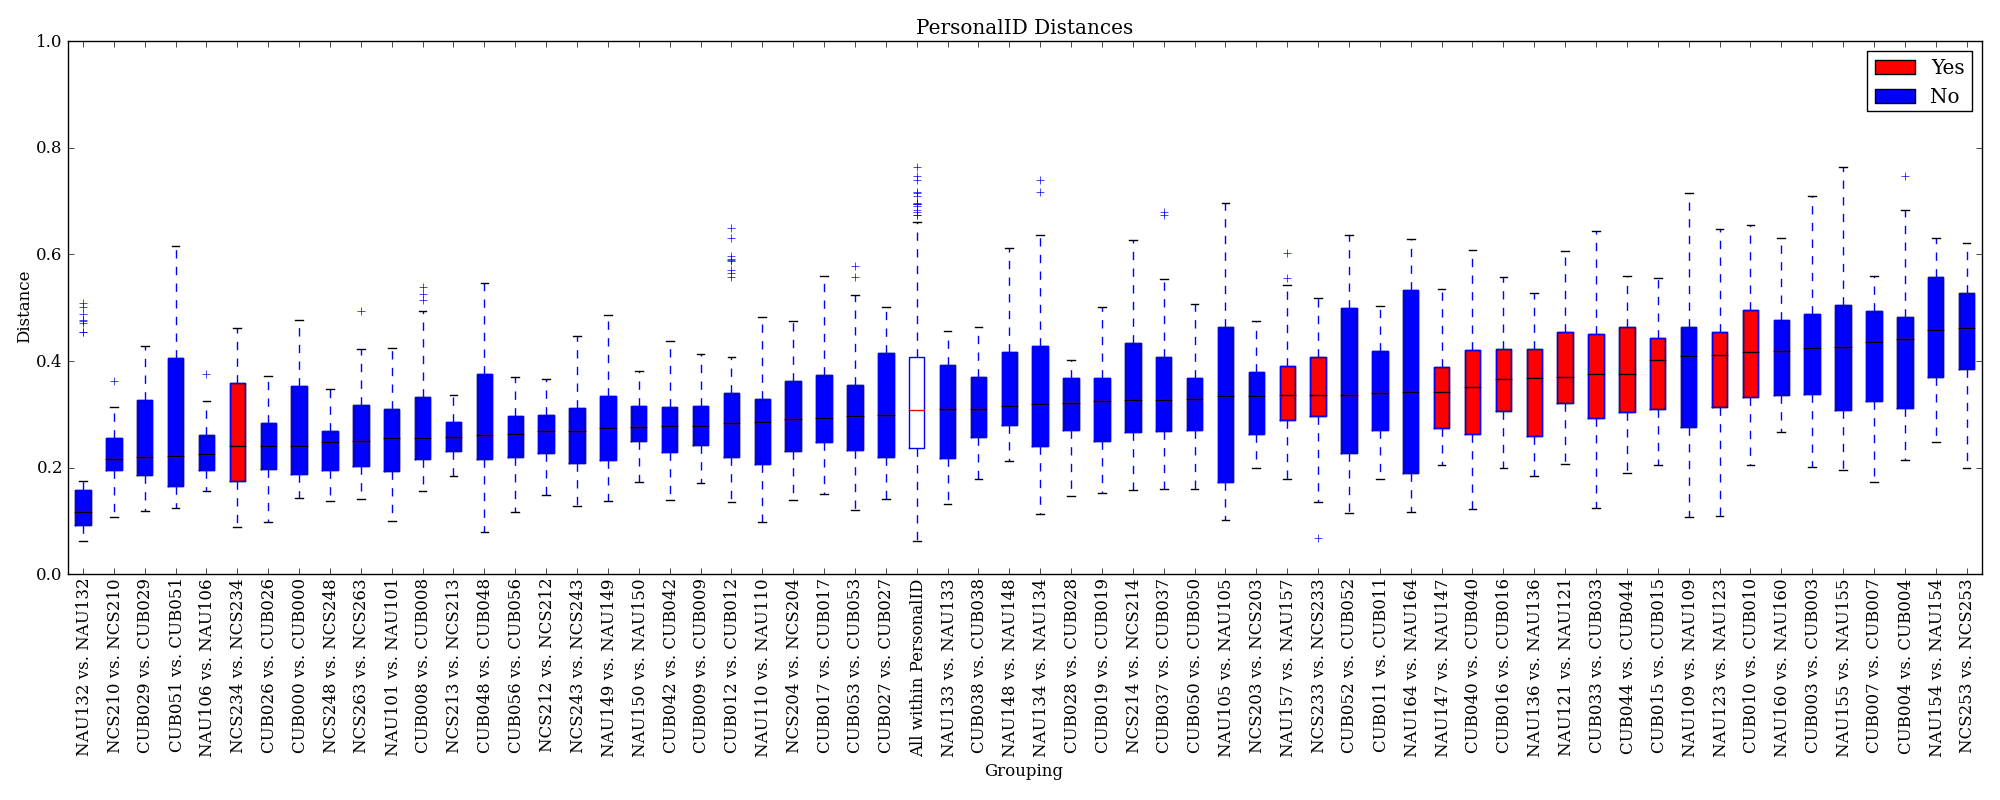 PersonalID Distances
Yes
No
1.0
0.8
0.6
0.4
0.2
0.0
Distance
NAU132 vs. NAU132
NCS210 vs. NCS210
CUB029 vs. CUB029
CUB051 vs. CUB051
NAU106 vs. NAU106
NCS234 vs. NCS234
CUB026 vs. CUB026
CUB000 vs. CUB000
NCS248 vs. NCS248
NCS263 vs. NCS263
NAU101 vs. NAU101
CUB008 vs. CUB008
NCS213 vs. NCS213
CUB048 vs. CUB048
CUB056 vs. CUB056
NCS212 vs. NCS212
NCS243 vs. NCS243
NAU149 vs. NAU149
NAU150 vs. NAU150
CUB042 vs. CUB042
CUB009 vs. CUB009
CUB012 vs. CUB012
NAU110 vs. NAU110
NCS204 vs. NCS204
CUB017 vs. CUB017
CUB053 vs. CUB053
CUB027 vs. CUB027
All within PersonalID
NAU133 vs. NAU133
CUB038 vs. CUB038
NAU148 vs. NAU148
NAU134 vs. NAU134
CUB028 vs. CUB028
CUB019 vs. CUB019
NCS214 vs. NCS214
CUB037 vs. CUB037
CUB050 vs. CUB050
NAU105 vs. NAU105
NCS203 vs. NCS203
NAU157 vs. NAU157
NCS233 vs. NCS233
CUB052 vs. CUB052
CUB011 vs. CUB011
NAU164 vs. NAU164
NAU147 vs. NAU147
CUB040 vs. CUB040
CUB016 vs. CUB016
NAU136 vs. NAU136
NAU121 vs. NAU121
CUB033 vs. CUB033
CUB044 vs. CUB044
CUB015 vs. CUB015
NAU109 vs. NAU109
NAU123 vs. NAU123
CUB010 vs. CUB010
NAU160 vs. NAU160
CUB003 vs. CUB003
NAU155 vs. NAU155
CUB007 vs. CUB007
CUB004 vs. CUB004
NAU154 vs. NAU154
NCS253 vs. NCS253
Grouping